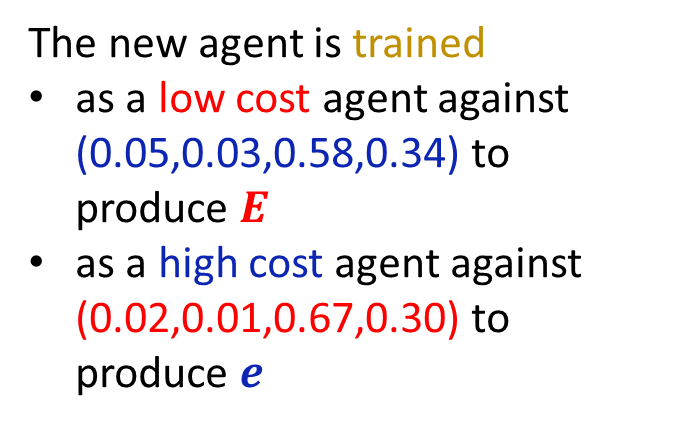 The new agent is trained
• as a low cost agent against
(0.05,0.03,0.58,0.34) to
produce E
• as a high cost agent against
(0.02,0.01,0.67,0.30) to
produce e